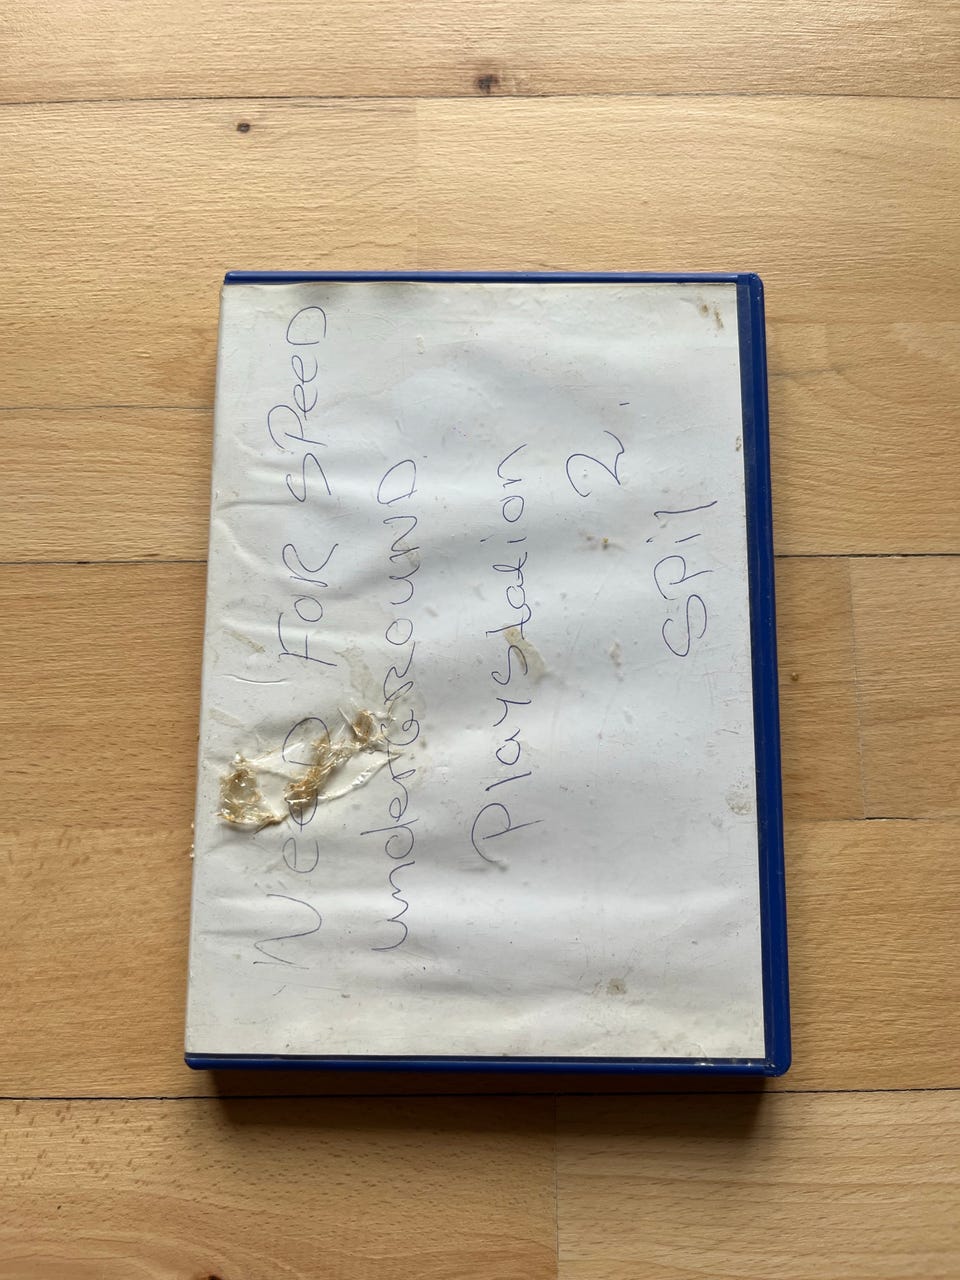 NeeD FoR SPeeD
underGROUND
Playstation
2.
SPil